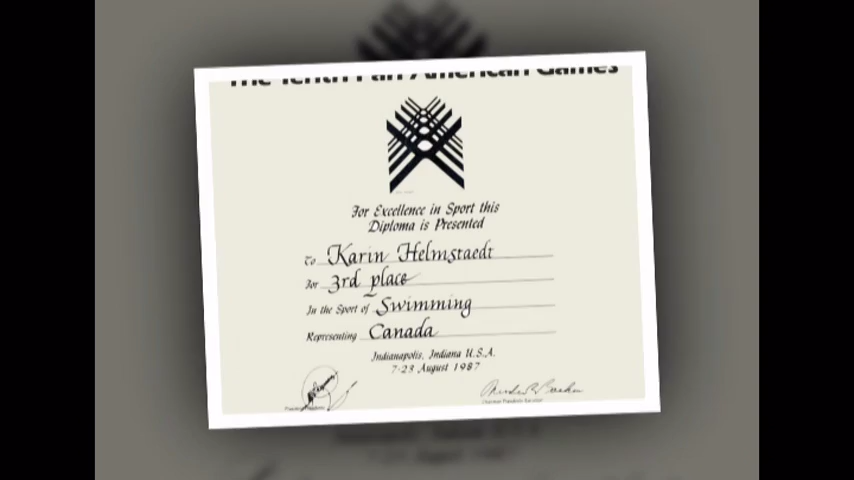 The Tenth Pan American Games
For Excellence in Sport this
Diploma is Presented
To Karin Helmstaedt
For 3rd place
In the Sport of Swimming
Representing Canada
Indianapolis, Indiana U.S.A.
7-23 August 1987